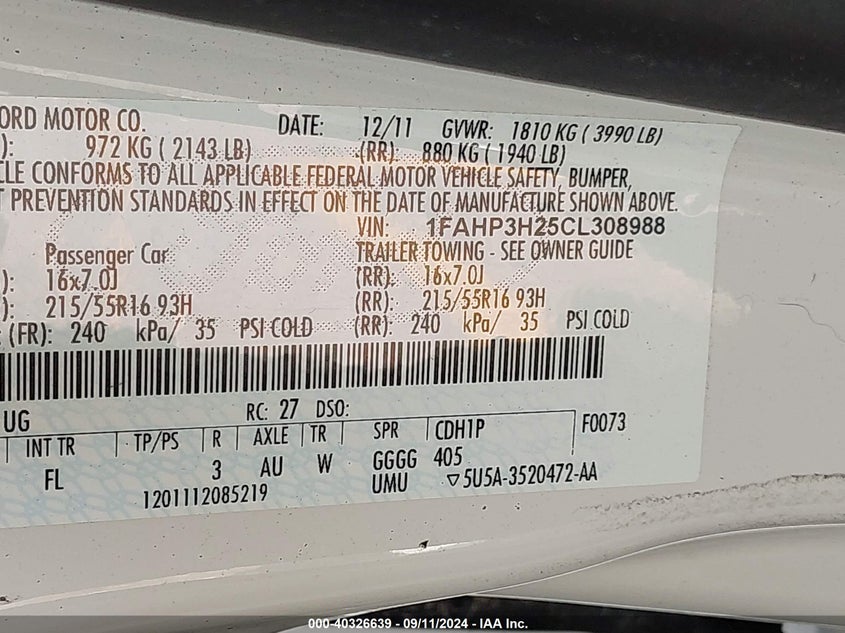 ORD MOTOR CO. DATE: 12/11 GVWR: 1810 KG ( 3990 LB)
): 972 KG ( 2143 LB) (RR): 880 KG ( 1940 LB)
CLE CONFORMS TO ALL APPLICABLE FEDERAL MOTOR VEHICLE SAFETY, BUMPER,
T PREVENTION STANDARDS IN EFFECT ON THE DATE OF MANUFACTURE SHOWN ABOVE.
VIN: 1FAHP3H25CL308988
Passenger Car TRAILER TOWING - SEE OWNER GUIDE
): 16x7.0J (RR): 16x7.0J
): 215/55R16 93H (RR): 215/55R16 93H
(FR): 240 kPa/ 35 PSI COLD (RR): 240 kPa/ 35 PSI COLD
UG RC: 27 DSO:
INT TR TP/PS R AXLE TR SPR CDH1P F0073
FL 3 AU W GGGG 405
UMU ▽5U5A-3520472-AA
1201112085219
000-40326639 - 09/11/2024 - IAA Inc.